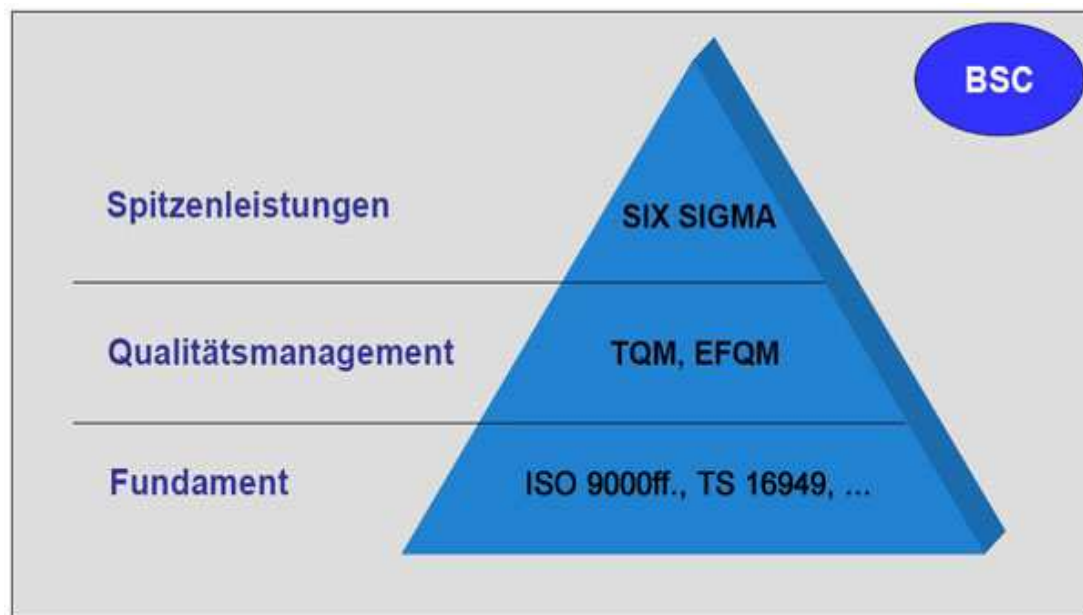 BSC
Spitzenleistungen
SIX SIGMA
Qualitätsmanagement
TQM, EFQM
Fundament
ISO 9000ff., TS 16949, ...